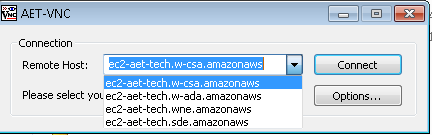 VNC AET-VNC
Connection
Remote Host: ec2-aet-tech.w-csa.amazonaws Connect
ec2-aet-tech.w-csa.amazonaws
Please select you ec2-aet-tech.w-ada.amazonaws Options...
ec2-aet-tech.wne.amazonaws
ec2-aet-tech.sde.amazonaws